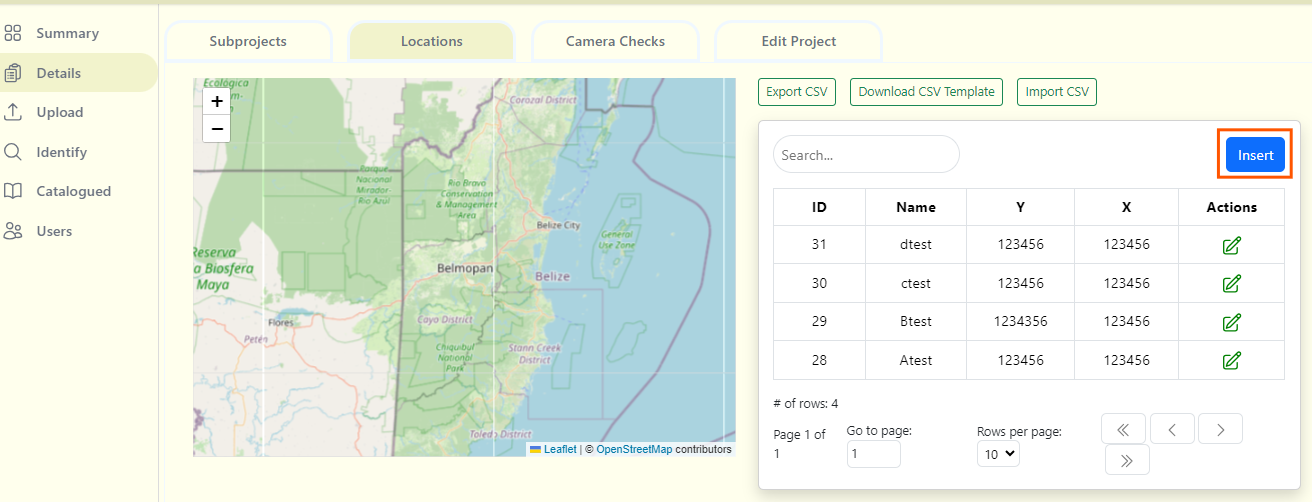 Summary
Details
Upload
Identify
Catalogued
Users
Subprojects
Locations
Camera Checks
Edit Project
+
−
Ecológica
Corozal District
Parque
Nacional
Mirador-
Rio Azul
Rio Bravo
Conservation
& Management
Area
Belize City
General
Use Zone
Reserva
a Biosfera
Maya
Belmopan
Belize
Flores
Petén
Cayo District
Chiquibul
National
Park
Stann Creek
District
Toledo District
Leaflet | © OpenStreetMap contributors
Export CSV
Download CSV Template
Import CSV
Search...
Insert
ID Name Y X Actions
31 dtest 123456 123456
30 ctest 123456 123456
29 Btest 1234356 123456
28 Atest 123456 123456
# of rows: 4
Page 1 of
1
Go to page:
1
Rows per page:
10